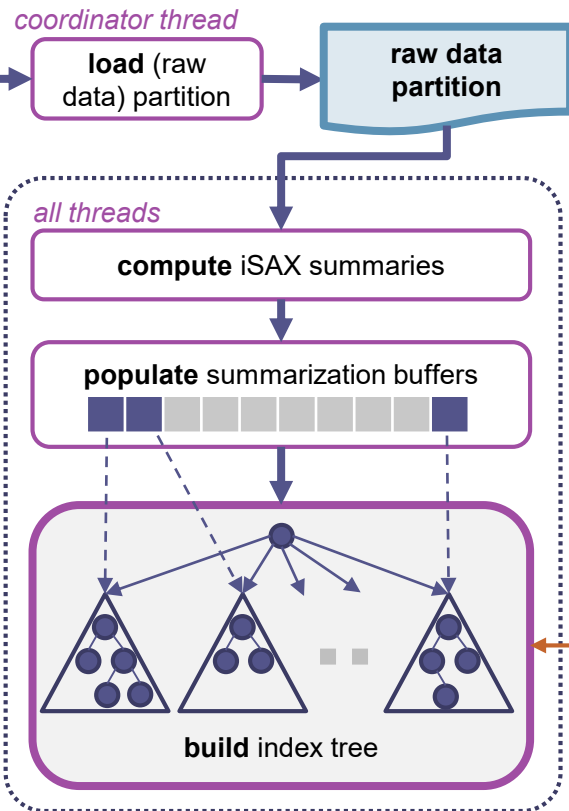 coordinator thread
load (raw
data) partition
raw data
partition
all threads
compute iSAX summaries
populate summarization buffers
build index tree